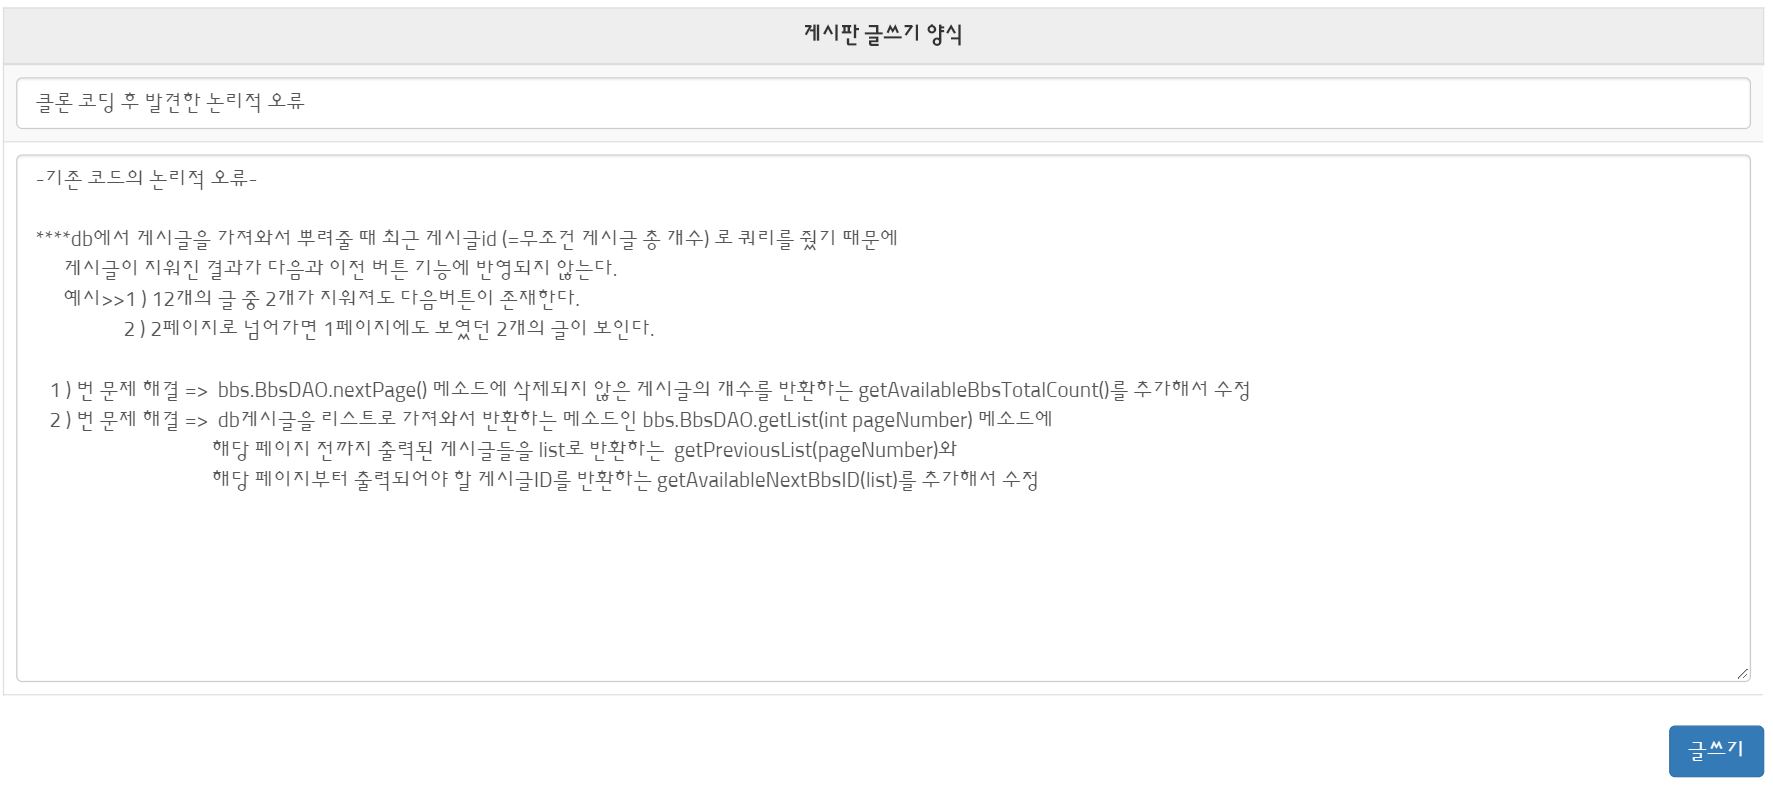 게시판 글쓰기 양식
클론 코딩 후 발견한 논리적 오류
-기존 코드의 논리적 오류-
****db에서 게시글을 가져와서 뿌려줄 때 최근 게시글id (=무조건 게시글 총 개수) 로 쿼리를 줬기 때문에
게시글이 지워진 결과가 다음과 이전 버튼 기능에 반영되지 않는다.
예시>>1 ) 12개의 글 중 2개가 지워져도 다음버튼이 존재한다.
2 ) 2페이지로 넘어가면 1페이지에도 보였던 2개의 글이 보인다.
1 ) 번 문제 해결 => bbs.BbsDAO.nextPage() 메소드에 삭제되지 않은 게시글의 개수를 반환하는 getAvailableBbsTotalCount()를 추가해서 수정
2 ) 번 문제 해결 => db게시글을 리스트로 가져와서 반환하는 메소드인 bbs.BbsDAO.getList(int pageNumber) 메소드에
해당 페이지 전까지 출력된 게시글들을 list로 반환하는 getPreviousList(pageNumber)와
해당 페이지부터 출력되어야 할 게시글ID를 반환하는 getAvailableNextBbsID(list)를 추가해서 수정
글쓰기